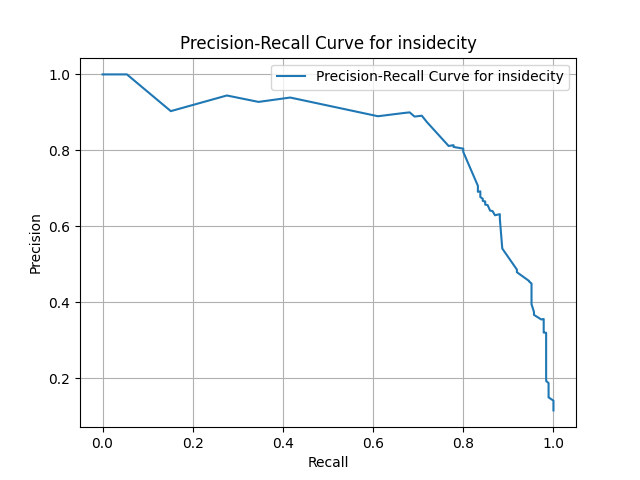 Precision-Recall Curve for insidecity
Precision-Recall Curve for insidecity
1.0
0.8
0.6
0.4
0.2
Precision
0.0 0.2 0.4 0.6 0.8 1.0
Recall